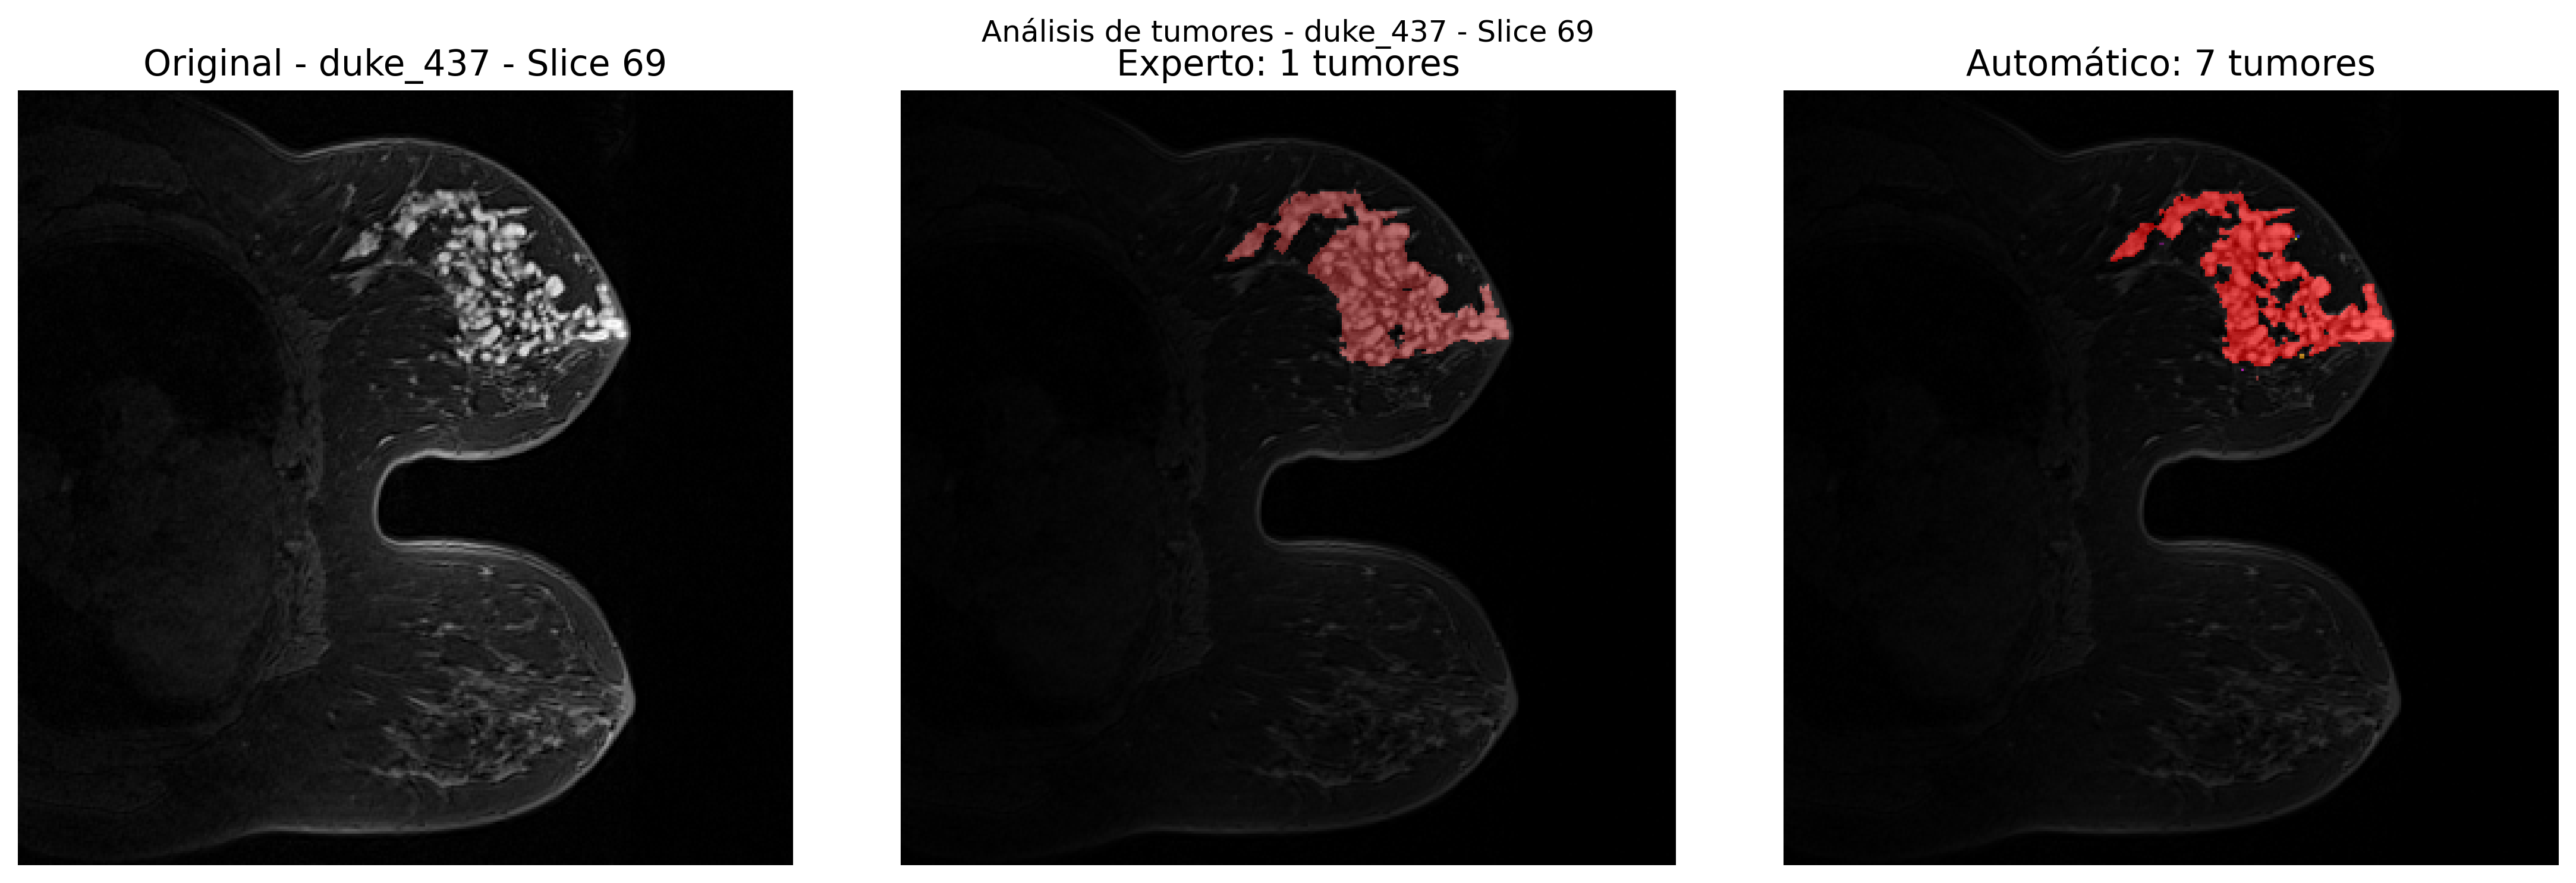 Análisis de tumores - duke_437 - Slice 69
Original - duke_437 - Slice 69
Experto: 1 tumores
Automático: 7 tumores